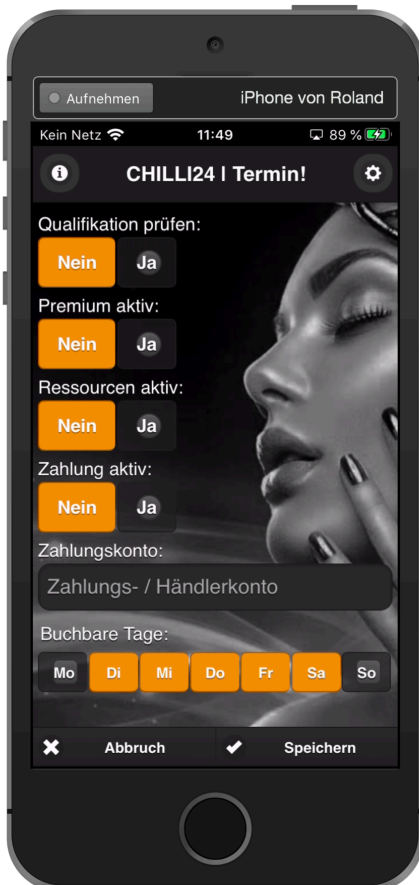 Aufnehmen
iPhone von Roland
Kein Netz 11:49 89 %
CHILLI24 | Termin!
Qualifikation prüfen:
Nein Ja
Premium aktiv:
Nein Ja
Ressourcen aktiv:
Nein Ja
Zahlung aktiv:
Nein Ja
Zahlungskonto:
Zahlungs- / Händlerkonto
Buchbare Tage:
Mo Di Mi Do Fr Sa So
Abbruch Speichern